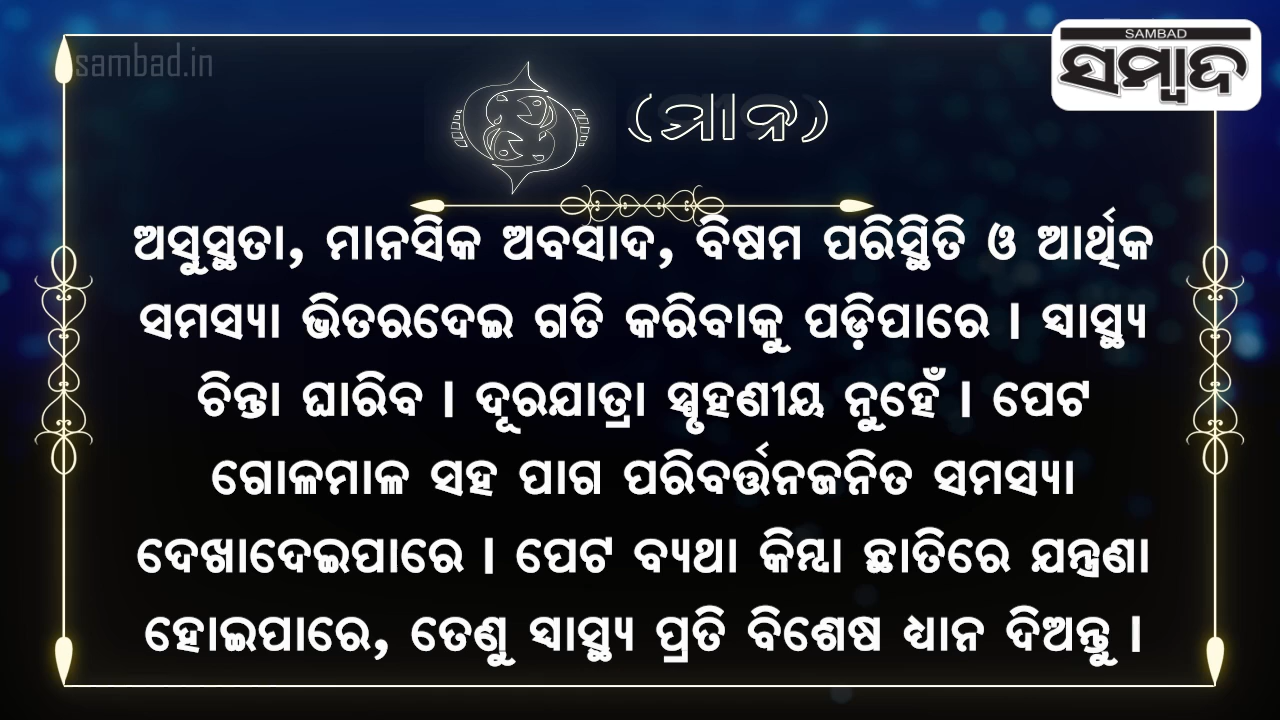 sambad.in
SAMBAD
ସମ୍ବାଦ
(ମୀନ)
ଅସୁସ୍ଥତା, ମାନସିକ ଅବସାଦ, ବିଷମ ପରିସ୍ଥିତି ଓ ଆର୍ଥିକ
ସମସ୍ୟା ଭିତରଦେଇ ଗତି କରିବାକୁ ପଡ଼ିପାରେ । ସ୍ୱାସ୍ଥ୍ୟ
ଚିନ୍ତା ଘାରିବ । ଦୂରଯାତ୍ରା ସ୍ପୃହଣୀୟ ନୁହେଁ । ପେଟ
ଗୋଳମାଳ ସହ ପାଗ ପରିବର୍ତ୍ତନଜନିତ ସମସ୍ୟା
ଦେଖାଦେଇପାରେ । ପେଟ ବ୍ୟଥା କିମ୍ବା ଛାତିରେ ଯନ୍ତ୍ରଣା
ହୋଇପାରେ, ତେଣୁ ସ୍ୱାସ୍ଥ୍ୟ ପ୍ରତି ବିଶେଷ ଧ୍ୟାନ ଦିଅନ୍ତୁ ।